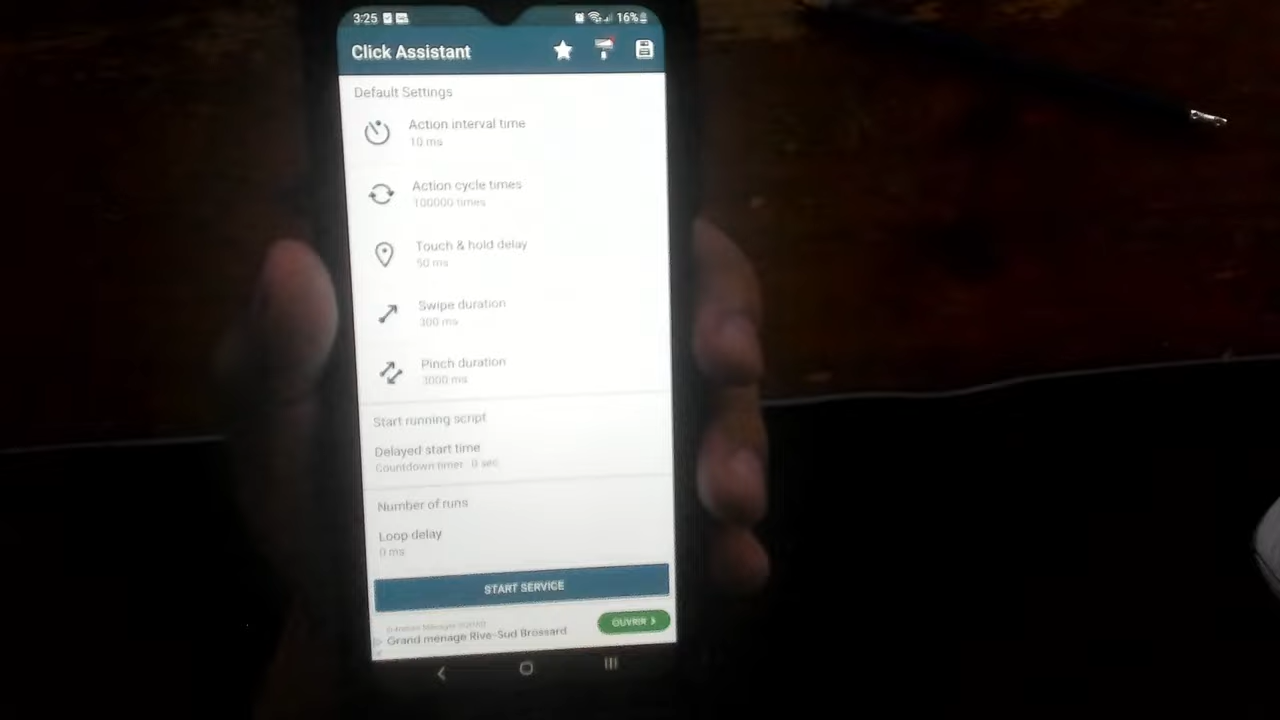 3:25 16%
Click Assistant
Default Settings
Action interval time
10 ms
Action cycle times
100000 times
Touch & hold delay
50 ms
Swipe duration
300 ms
Pinch duration
3000 ms
Start running script
Delayed start time
Countdown timer 0 sec
Number of runs
Loop delay
0 ms
START SERVICE
Grand menage Rive-Sud Brossard
OUVRIR